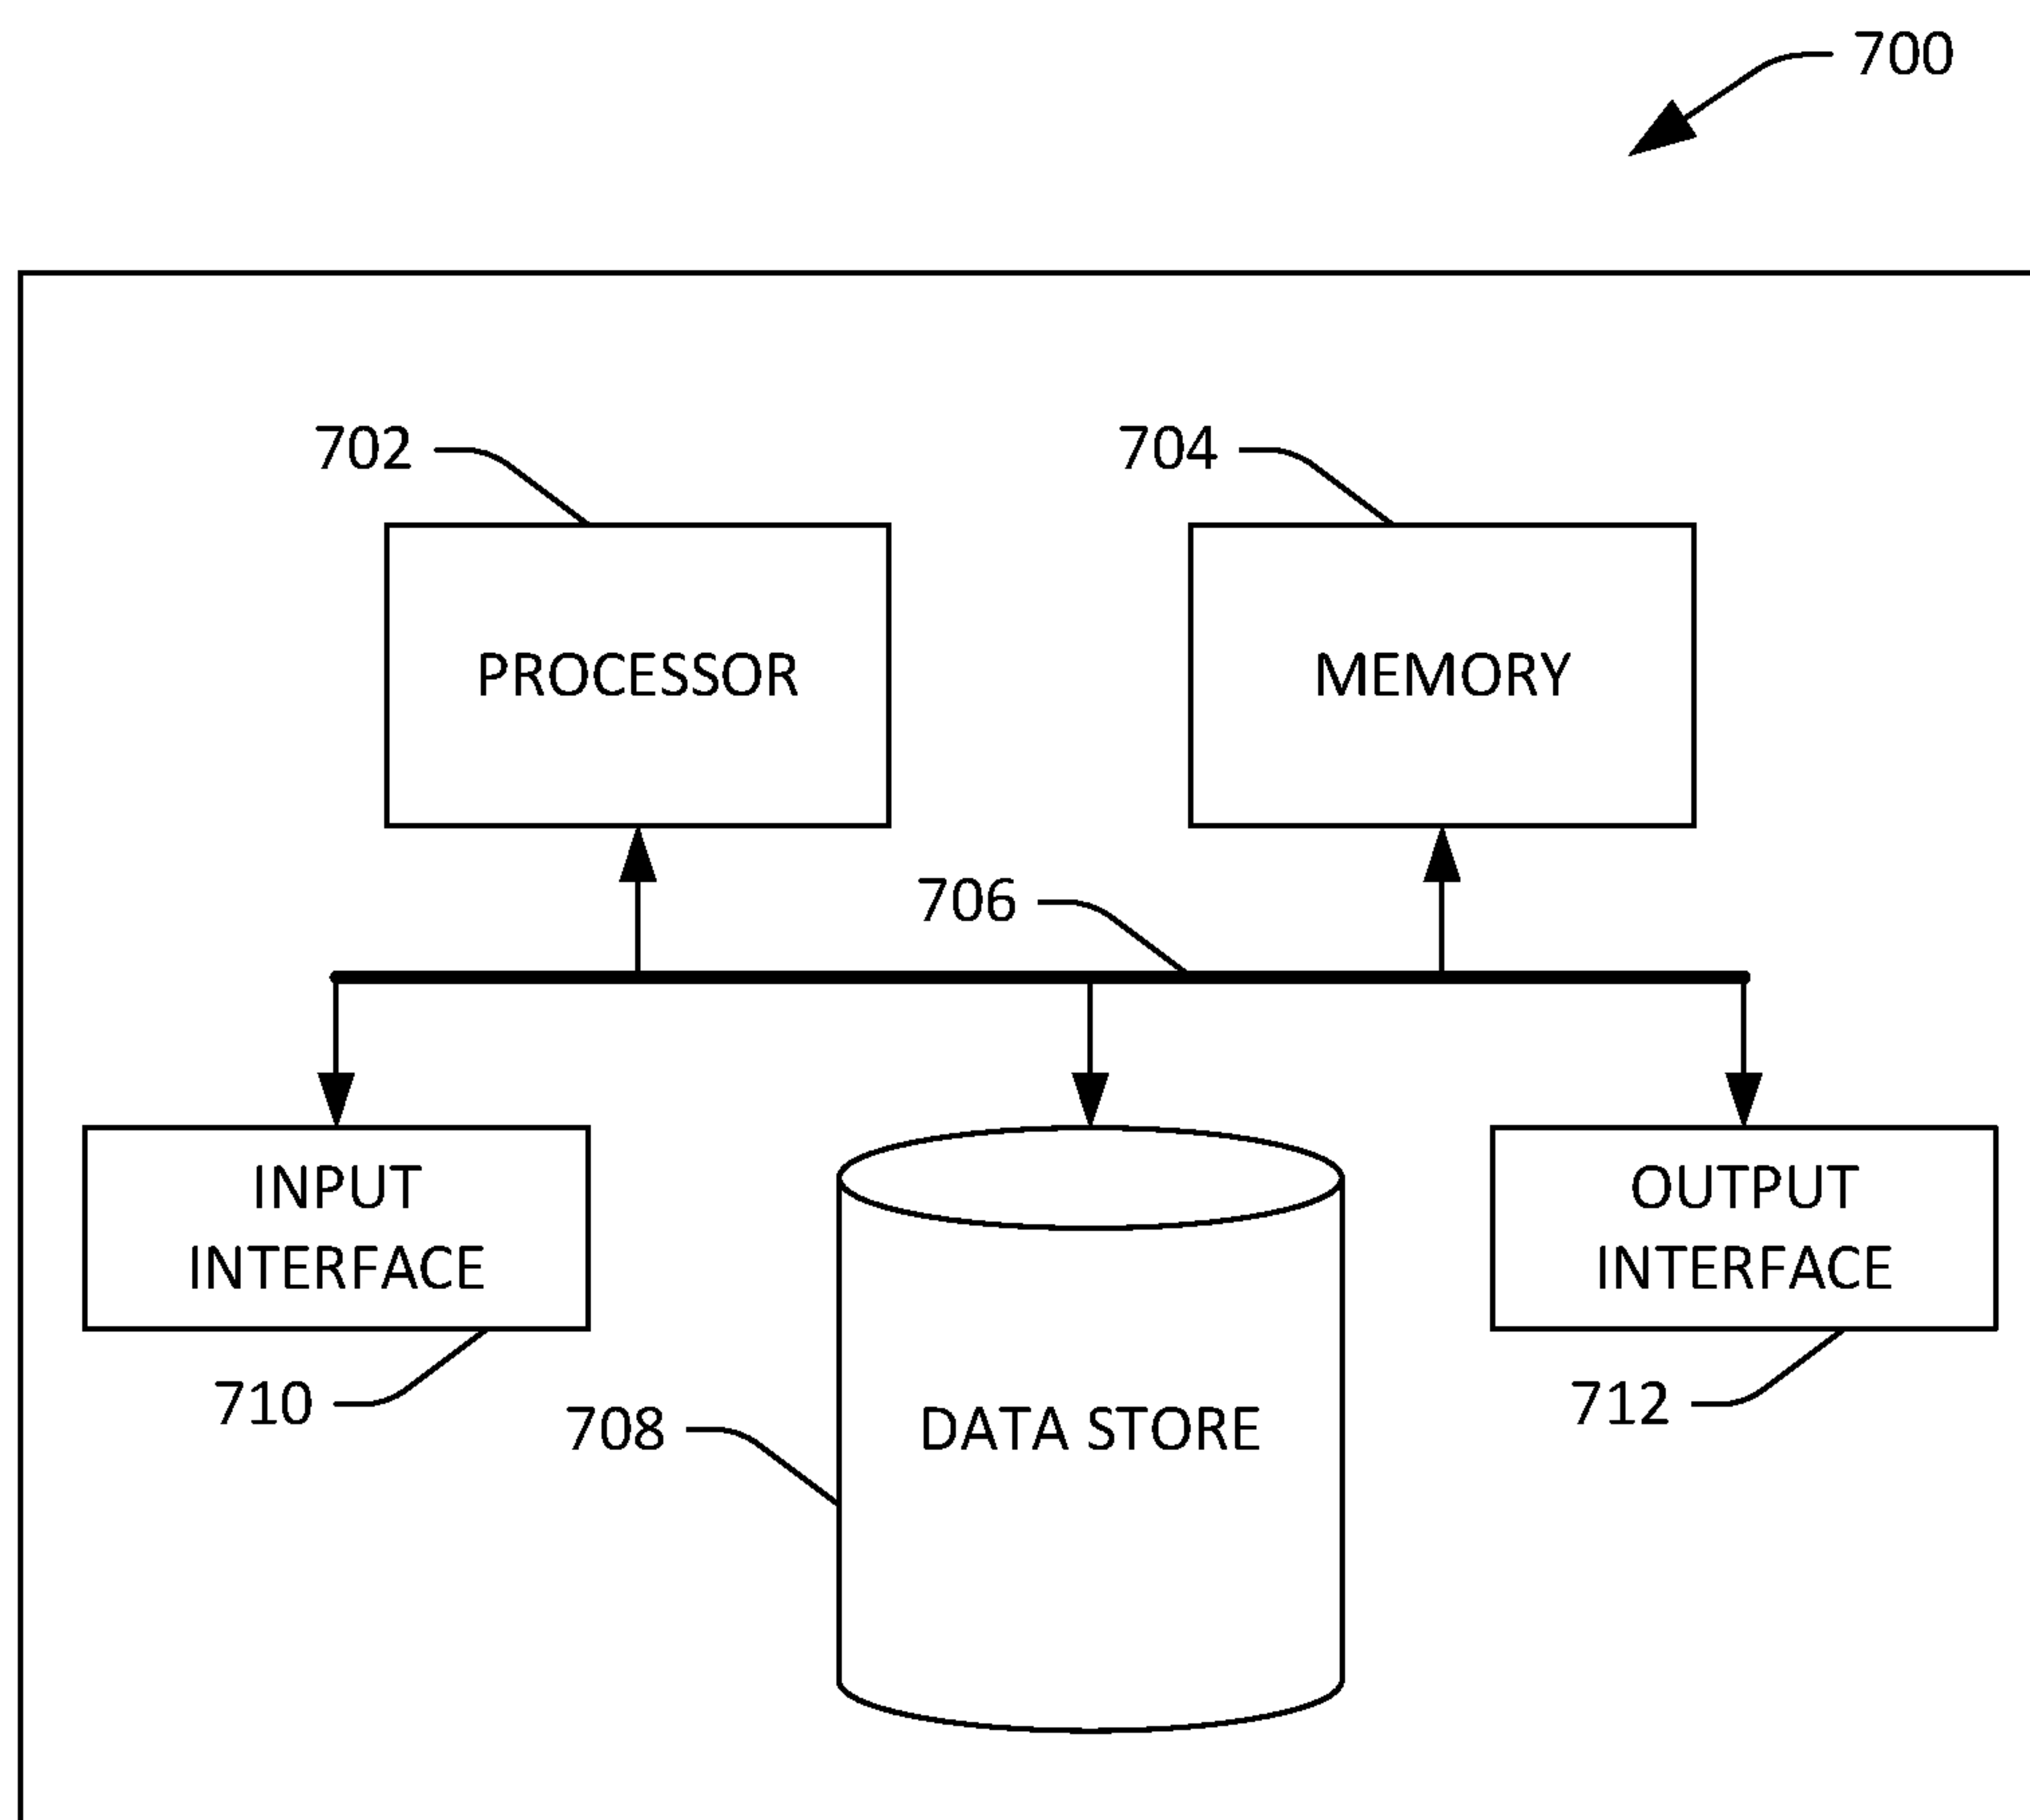 700
702
704
PROCESSOR
MEMORY
706
INPUT
INTERFACE
OUTPUT
INTERFACE
710
708
DATA STORE
712